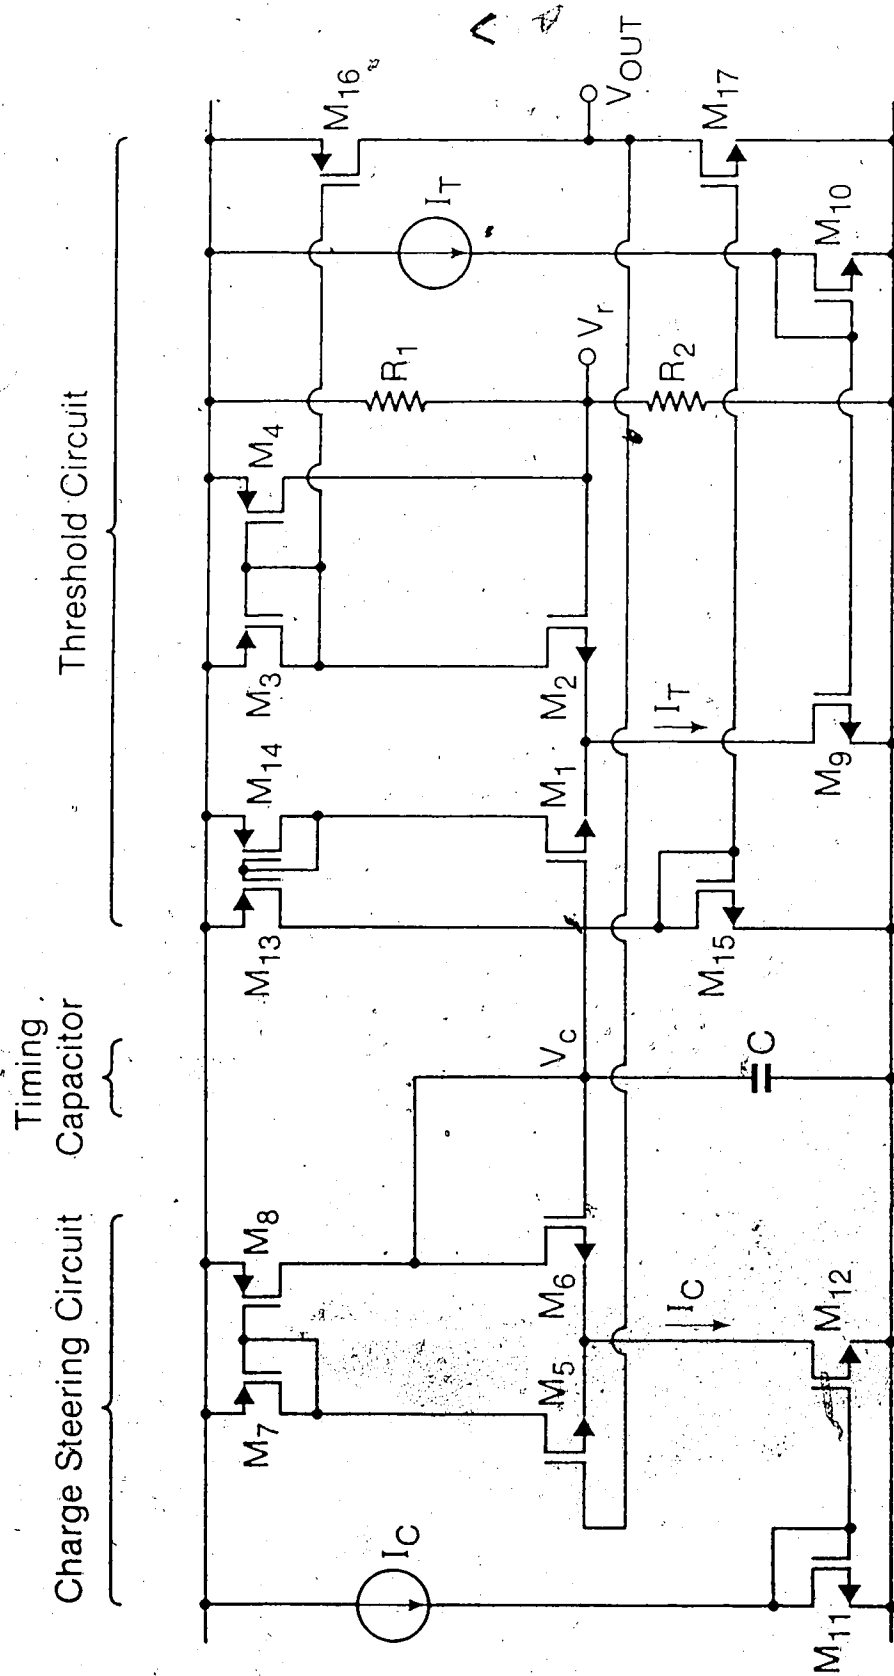 Charge Steering Circuit
Timing
Capacitor
Threshold Circuit
M7
M8
M13
M14
M3
M4
M16
IC
R1
IT
M5
M6
VC
M1
M2
Vr
VOUT
IC
C
M15
IT
R2
M17
M11
M12
M9
M10